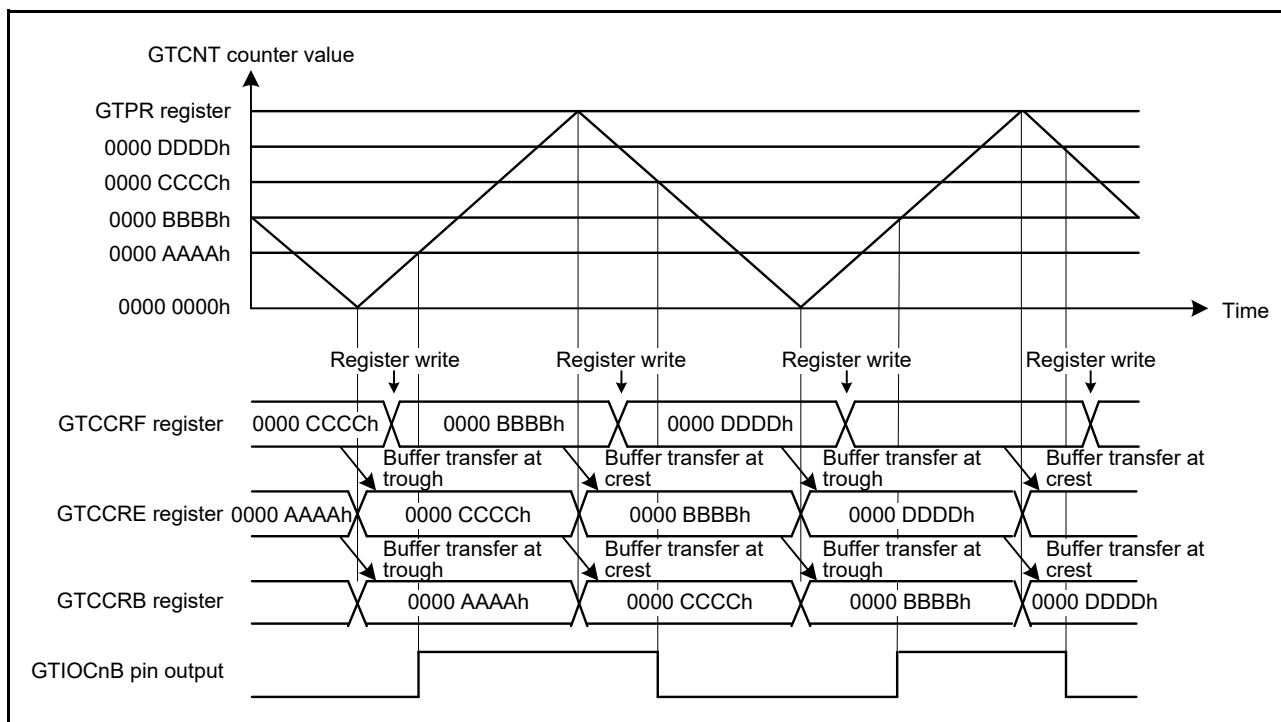 GTCNT counter value
GTPR register
0000 DDDDh
0000 CCCCh
0000 BBBBh
0000 AAAAh
0000 0000h
Time
Register write Register write Register write Register write
GTCCRF register 0000 CCCCh 0000 BBBBh 0000 DDDDh
Buffer transfer at trough
Buffer transfer at crest
Buffer transfer at trough
Buffer transfer at crest
GTCCRE register 0000 AAAAh 0000 CCCCh 0000 BBBBh 0000 DDDDh
Buffer transfer at trough
Buffer transfer at crest
Buffer transfer at trough
Buffer transfer at crest
GTCCRB register 0000 AAAAh 0000 CCCCh 0000 BBBBh 0000 DDDDh
GTIOCnB pin output